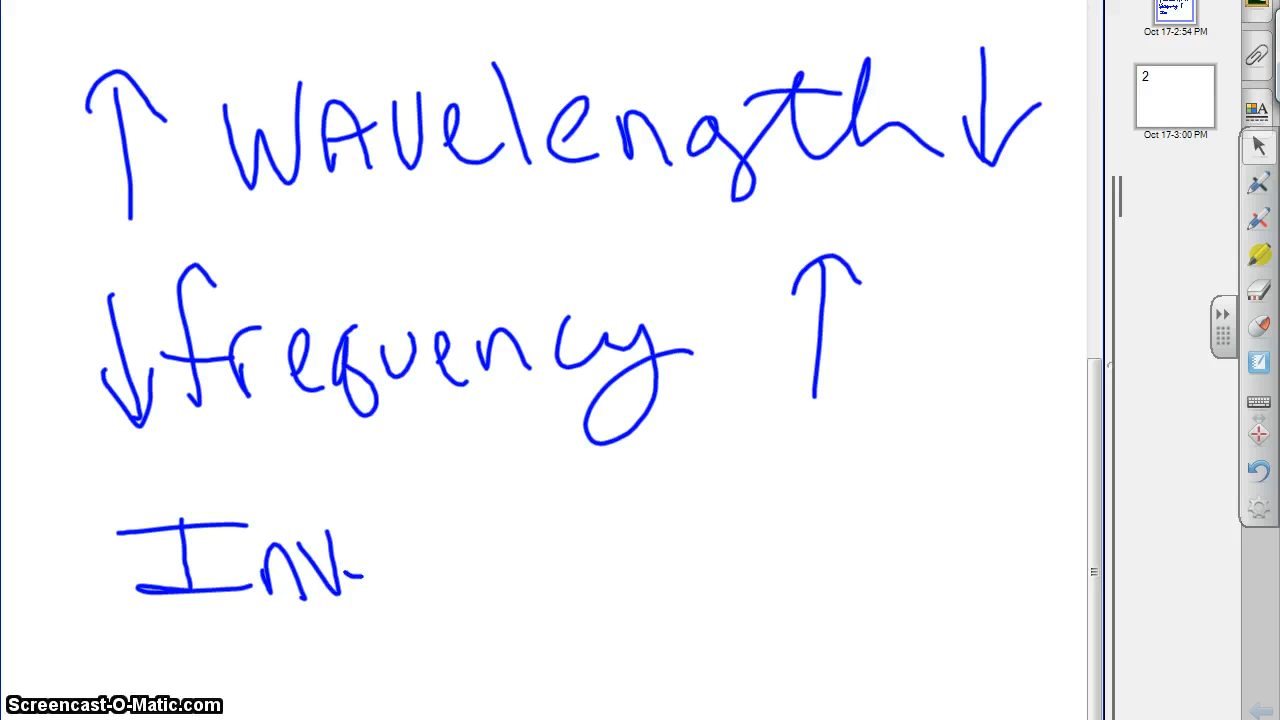 ↑ wavelength ↓
↓ frequency ↑
Inv
Oct 17-2:54 PM
2
Oct 17-3:00 PM
Screencast-O-Matic.com